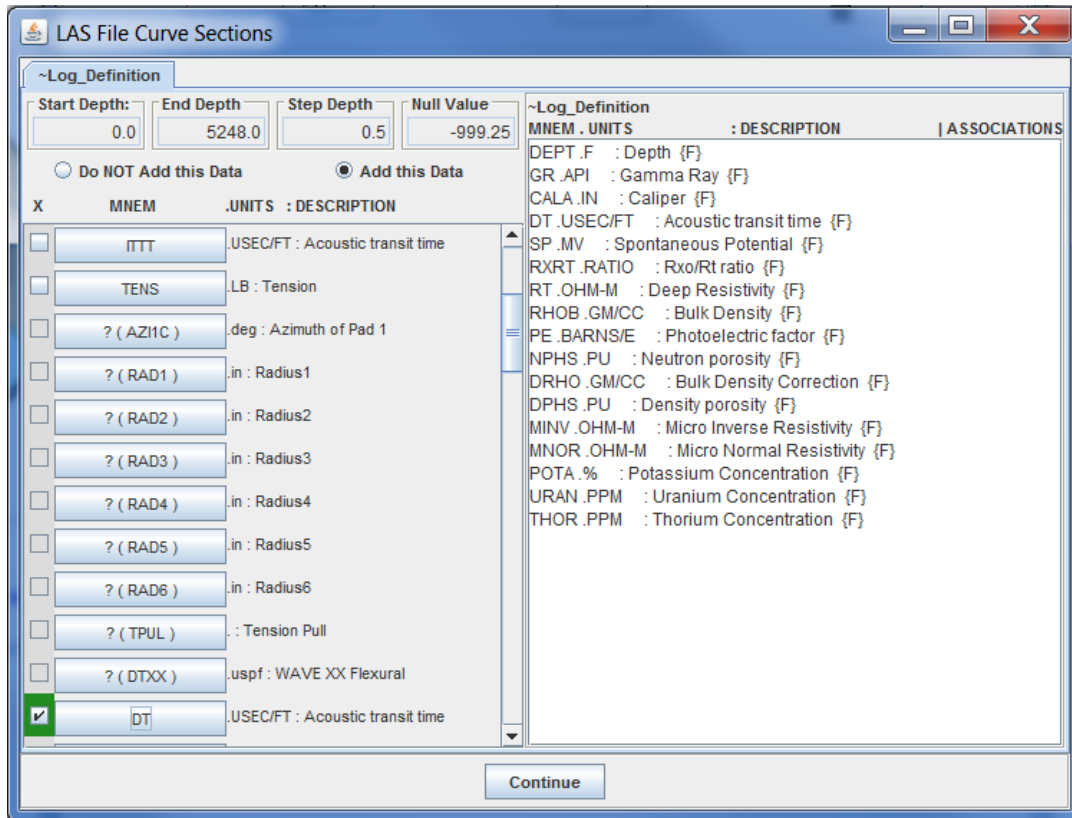 LAS File Curve Sections
~Log_Definition
Start Depth: End Depth Step Depth Null Value
0.0 5248.0 0.5 -999.25
Do NOT Add this Data Add this Data
X MNEM .UNITS : DESCRIPTION
ITTT .USEC/FT : Acoustic transit time
TENS .LB : Tension
? ( AZI1C ) .deg : Azimuth of Pad 1
? ( RAD1 ) .in : Radius1
? ( RAD2 ) .in : Radius2
? ( RAD3 ) .in : Radius3
? ( RAD4 ) .in : Radius4
? ( RAD5 ) .in : Radius5
? ( RAD6 ) .in : Radius6
? ( TPUL ) . : Tension Pull
? ( DTXX ) .uspf : WAVE XX Flexural
DT .USEC/FT : Acoustic transit time
~Log_Definition
MNEM . UNITS : DESCRIPTION | ASSOCIATIONS
DEPT .F : Depth {F}
GR .API : Gamma Ray {F}
CALA .IN : Caliper {F}
DT .USEC/FT : Acoustic transit time {F}
SP .MV : Spontaneous Potential {F}
RXRT .RATIO : Rxo/Rt ratio {F}
RT .OHM-M : Deep Resistivity {F}
RHOB .GM/CC : Bulk Density {F}
PE .BARNS/E : Photoelectric factor {F}
NPHS .PU : Neutron porosity {F}
DRHO .GM/CC : Bulk Density Correction {F}
DPHS .PU : Density porosity {F}
MINV .OHM-M : Micro Inverse Resistivity {F}
MNOR .OHM-M : Micro Normal Resistivity {F}
POTA .% : Potassium Concentration {F}
URAN .PPM : Uranium Concentration {F}
THOR .PPM : Thorium Concentration {F}
Continue